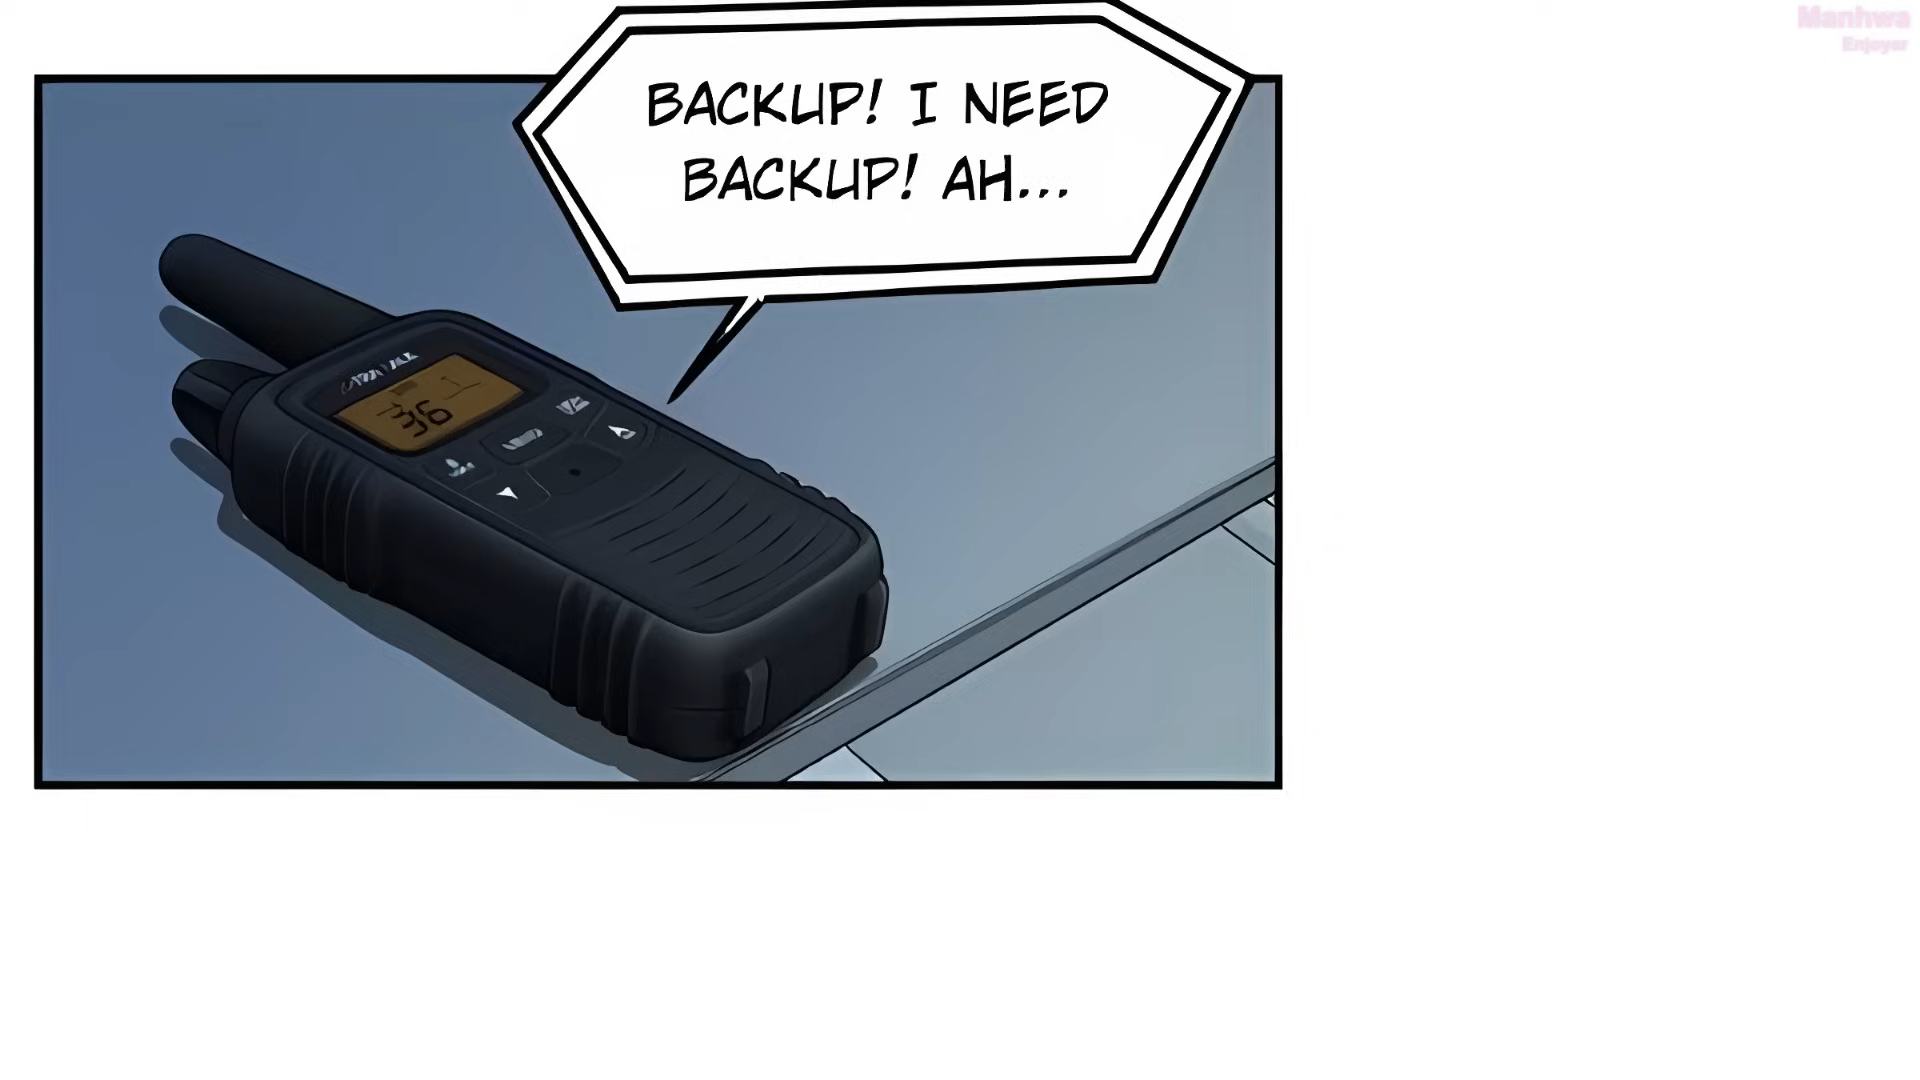 Manhwa
Enjoyer
BACKUP! I NEED
BACKUP! AH...
36